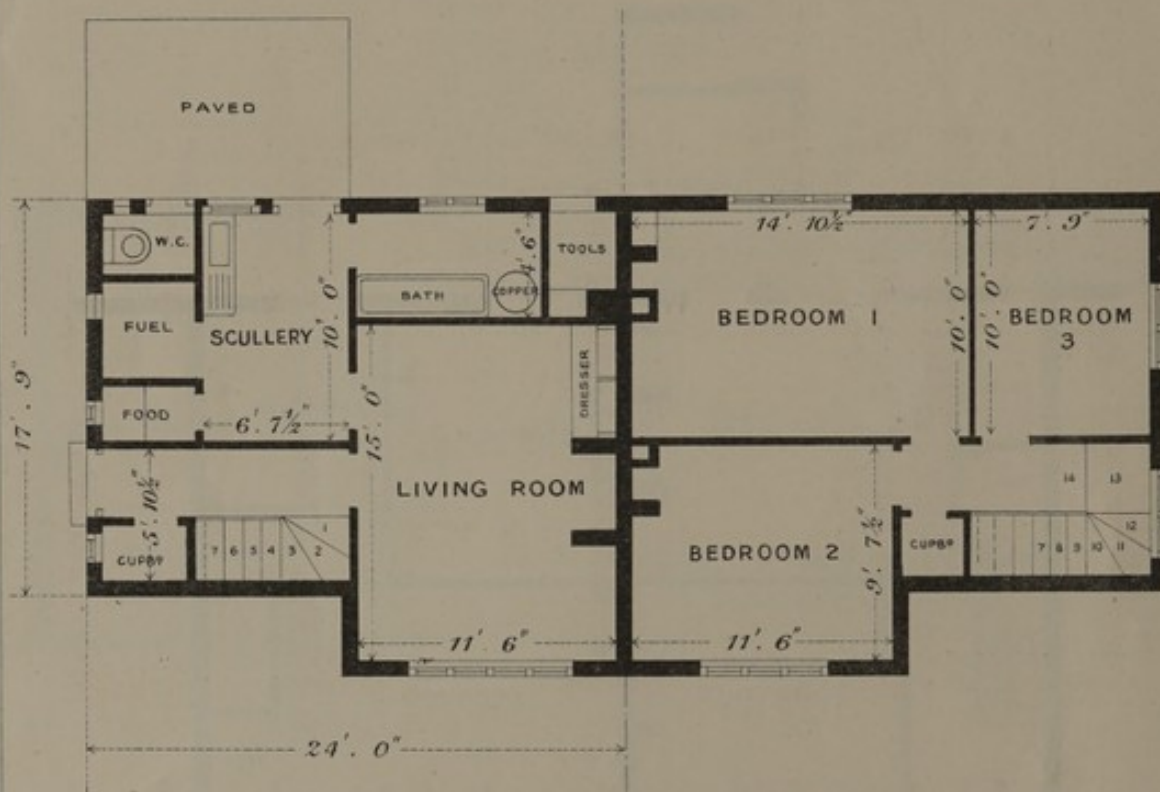 PAVED
W.C.
FUEL
SCULLERY
10'. 0"
FOOD
6'. 7½"
BATH
COPPER
4'. 6"
TOOLS
DRESSER
LIVING ROOM
15'. 0"
11'. 6"
5'. 10½"
CUPBD
7 6 5 4 3 2 1
17'. 9"
24'. 0"
14'. 10½"
BEDROOM 1
10'. 0"
10'. 0"
7'. 9"
BEDROOM
3
BEDROOM 2
9'. 7½"
11'. 6"
CUPBD
14 13
12
7 8 9 10 11